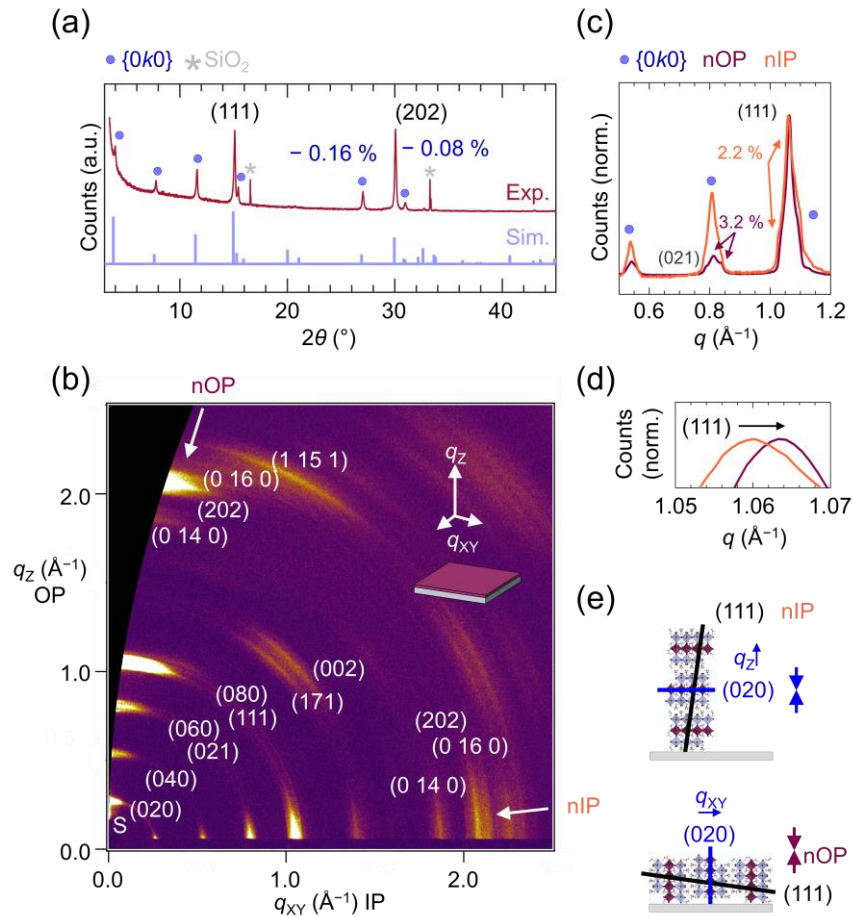 (a)
{0k0} * SiO₂
(111)
(202)
− 0.16 %
− 0.08 %
*
*
Exp.
Sim.
Counts (a.u.)
10 20 30 40
2θ (°)
(c)
{0k0} nOP nIP
(111)
2.2 %
3.2 %
(021)
Counts (norm.)
0.6 0.8 1.0 1.2
q (Å⁻¹)
(b)
nOP
(1 15 1)
(0 16 0)
(202)
(0 14 0)
qZ
qXY
(002)
(171)
(080)
(111)
(060)
(021)
(040)
(020)
S
(202)
(0 16 0)
(0 14 0)
nIP
2.0
1.0
0.0
qZ (Å⁻¹)
OP
0.0 1.0 2.0
qXY (Å⁻¹) IP
(d)
(111)
Counts
(norm.)
1.05 1.06 1.07
q (Å⁻¹)
(e)
(111) nIP
qZ
(020)
qXY
(020)
nOP
(111)